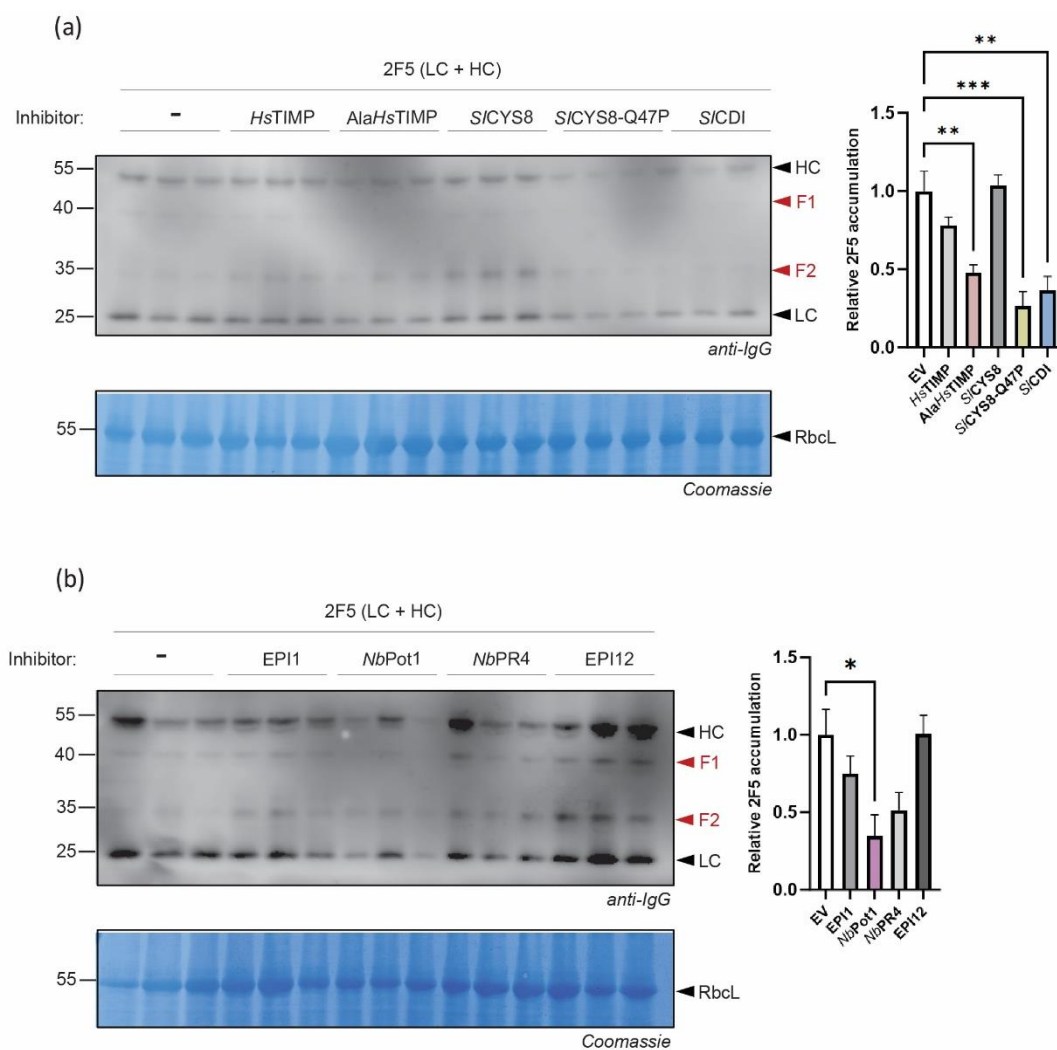 (a)
2F5 (LC + HC)
Inhibitor: - HsTIMP AlaHsTIMP SlCYS8 SlCYS8-Q47P SlCDI
55
40
35
25
HC
F1
F2
LC
anti-IgG
55
RbcL
Coomassie
**
***
**
Relative 2F5 accumulation
1.5
1.0
0.5
0.0
EV
HsTIMP
AlaHsTIMP
SlCYS8
SlCYS8-Q47P
SlCDI
(b)
2F5 (LC + HC)
Inhibitor: - EPI1 NbPot1 NbPR4 EPI12
55
40
35
25
HC
F1
F2
LC
anti-IgG
55
RbcL
Coomassie
*
Relative 2F5 accumulation
1.5
1.0
0.5
0.0
EV
EPI1
NbPot1
NbPR4
EPI12